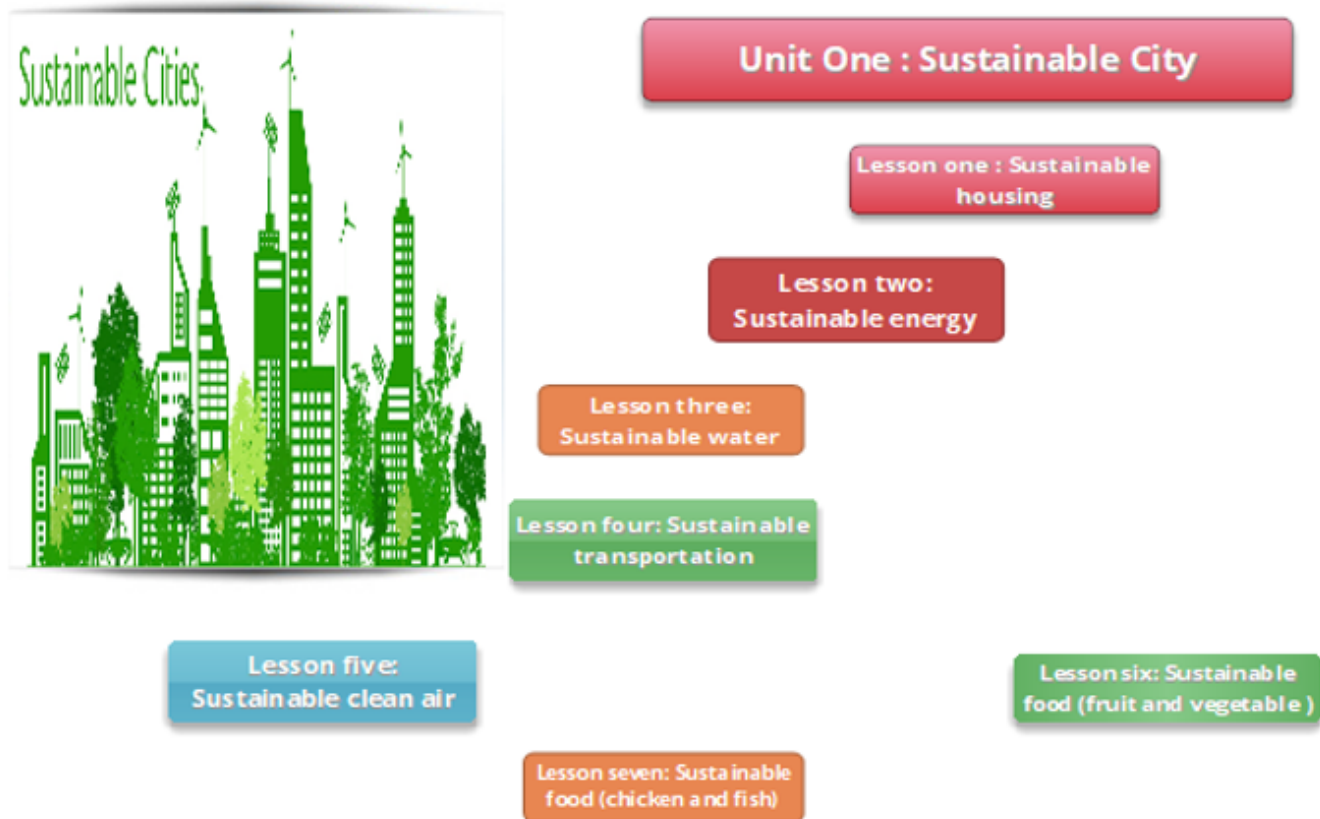 Sustainable Cities
Unit One : Sustainable City
Lesson one : Sustainable
housing
Lesson two:
Sustainable energy
Lesson three:
Sustainable water
Lesson four: Sustainable
transportation
Lesson five:
Sustainable clean air
Lesson six: Sustainable
food (fruit and vegetable )
Lesson seven: Sustainable
food (chicken and fish)